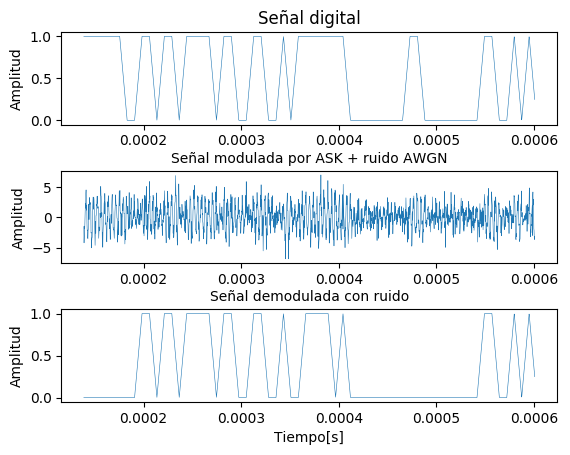 Señal digital
Amplitud
1.0
0.5
0.0
0.0002 0.0003 0.0004 0.0005 0.0006
Señal modulada por ASK + ruido AWGN
Amplitud
5
0
−5
0.0002 0.0003 0.0004 0.0005 0.0006
Señal demodulada con ruido
Amplitud
1.0
0.5
0.0
0.0002 0.0003 0.0004 0.0005 0.0006
Tiempo[s]